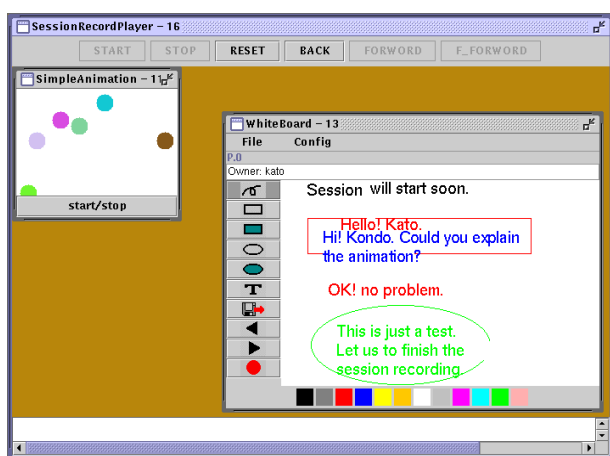 SessionRecordPlayer – 16
START STOP RESET BACK FORWORD F_FORWORD
SimpleAnimation – 11
start/stop
WhiteBoard – 13
File Config
P.0
Owner: kato
Session will start soon.
Hello! Kato.
Hi! Kondo. Could you explain
the animation?
OK! no problem.
T
This is just a test.
Let us to finish the
session recording.